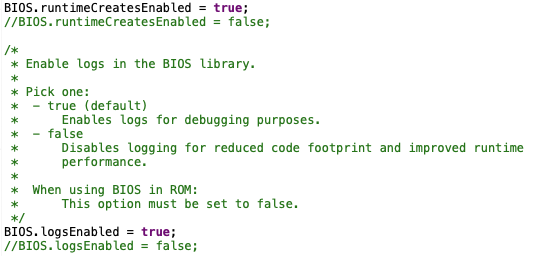 BIOS.runtimeCreatesEnabled = true;
//BIOS.runtimeCreatesEnabled = false;
/*
 * Enable logs in the BIOS library.
 *
 * Pick one:
 *  - true (default)
 *      Enables logs for debugging purposes.
 *  - false
 *      Disables logging for reduced code footprint and improved runtime
 *      performance.
 *
 *  When using BIOS in ROM:
 *      This option must be set to false.
 */
BIOS.logsEnabled = true;
//BIOS.logsEnabled = false;